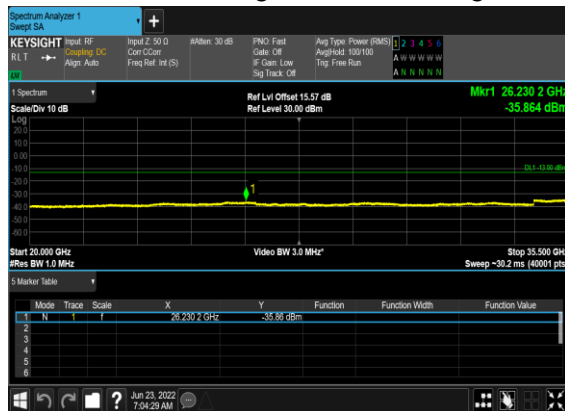 Spectrum Analyzer 1
Swept SA
+
KEYSIGHT Input: RF Input Z: 50 Ω #Atten: 30 dB PNO: Fast Avg Type: Power (RMS) 1 2 3 4 5 6
RLT Coupling: DC Corr CCorr Gate: Off Avg|Hold: 100/100 A W W W W W
Align: Auto Freq Ref: Int (S) IF Gain: Low Trig: Free Run
LW Sig Track: Off A N N N N N
1 Spectrum Ref Lvl Offset 15.57 dB Mkr1 26.230 2 GHz
Scale/Div 10 dB Ref Level 30.00 dBm -35.864 dBm
Log
20.0
10.0
0.00
-10.0 DL1 -13.00 dBm
-20.0 1
-30.0
-40.0
-50.0
-60.0
Start 20.000 GHz Video BW 3.0 MHz* Stop 35.500 GHz
#Res BW 1.0 MHz Sweep ~30.2 ms (40001 pts)
5 Marker Table
Mode Trace Scale X Y Function Function Width Function Value
1 N 1 f 26.230 2 GHz -35.86 dBm
2
3
4
5
6
? Jun 23, 2022
7:04:29 AM